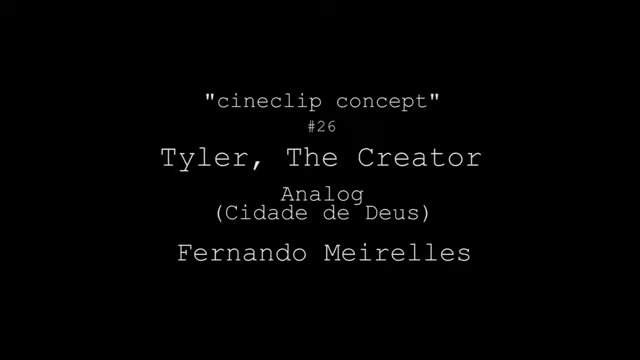 "cineclip concept"
#26
Tyler, The Creator
Analog
(Cidade de Deus)
Fernando Meirelles